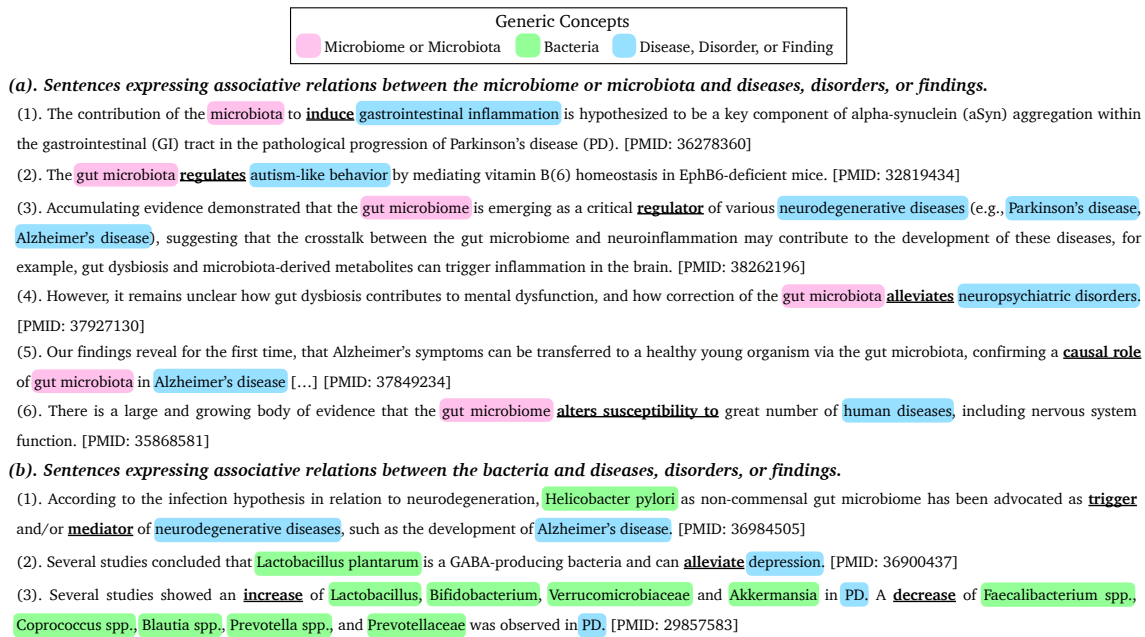 Generic Concepts
Microbiome or Microbiota Bacteria Disease, Disorder, or Finding
(a). Sentences expressing associative relations between the microbiome or microbiota and diseases, disorders, or findings.
(1). The contribution of the microbiota to induce gastrointestinal inflammation is hypothesized to be a key component of alpha-synuclein (aSyn) aggregation within
the gastrointestinal (GI) tract in the pathological progression of Parkinson's disease (PD). [PMID: 36278360]
(2). The gut microbiota regulates autism-like behavior by mediating vitamin B(6) homeostasis in EphB6-deficient mice. [PMID: 32819434]
(3). Accumulating evidence demonstrated that the gut microbiome is emerging as a critical regulator of various neurodegenerative diseases (e.g., Parkinson's disease,
Alzheimer's disease), suggesting that the crosstalk between the gut microbiome and neuroinflammation may contribute to the development of these diseases, for
example, gut dysbiosis and microbiota-derived metabolites can trigger inflammation in the brain. [PMID: 38262196]
(4). However, it remains unclear how gut dysbiosis contributes to mental dysfunction, and how correction of the gut microbiota alleviates neuropsychiatric disorders.
[PMID: 37927130]
(5). Our findings reveal for the first time, that Alzheimer's symptoms can be transferred to a healthy young organism via the gut microbiota, confirming a causal role
of gut microbiota in Alzheimer's disease [...] [PMID: 37849234]
(6). There is a large and growing body of evidence that the gut microbiome alters susceptibility to great number of human diseases, including nervous system
function. [PMID: 35868581]
(b). Sentences expressing associative relations between the bacteria and diseases, disorders, or findings.
(1). According to the infection hypothesis in relation to neurodegeneration, Helicobacter pylori as non-commensal gut microbiome has been advocated as trigger
and/or mediator of neurodegenerative diseases, such as the development of Alzheimer's disease. [PMID: 36984505]
(2). Several studies concluded that Lactobacillus plantarum is a GABA-producing bacteria and can alleviate depression. [PMID: 36900437]
(3). Several studies showed an increase of Lactobacillus, Bifidobacterium, Verrucomicrobiaceae and Akkermansia in PD. A decrease of Faecalibacterium spp.,
Coprococcus spp., Blautia spp., Prevotella spp., and Prevotellaceae was observed in PD. [PMID: 29857583]